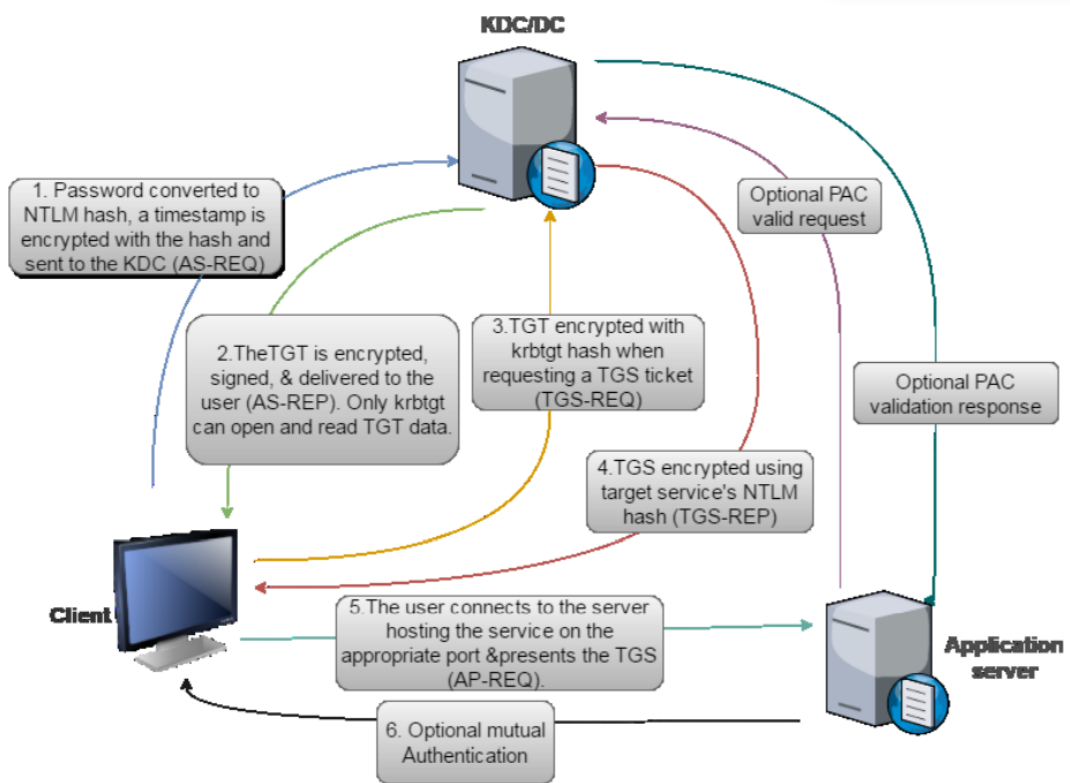 KDC/DC
1. Password converted to
NTLM hash, a timestamp is
encrypted with the hash and
sent to the KDC (AS-REQ)
Optional PAC
valid request
2.TheTGT is encrypted,
signed, & delivered to the
user (AS-REP). Only krbtgt
can open and read TGT data.
3.TGT encrypted with
krbtgt hash when
requesting a TGS ticket
(TGS-REQ)
Optional PAC
validation response
4.TGS encrypted using
target service's NTLM
hash (TGS-REP)
Client
5.The user connects to the server
hosting the service on the
appropriate port &presents the TGS
(AP-REQ).
Application
server
6. Optional mutual
Authentication